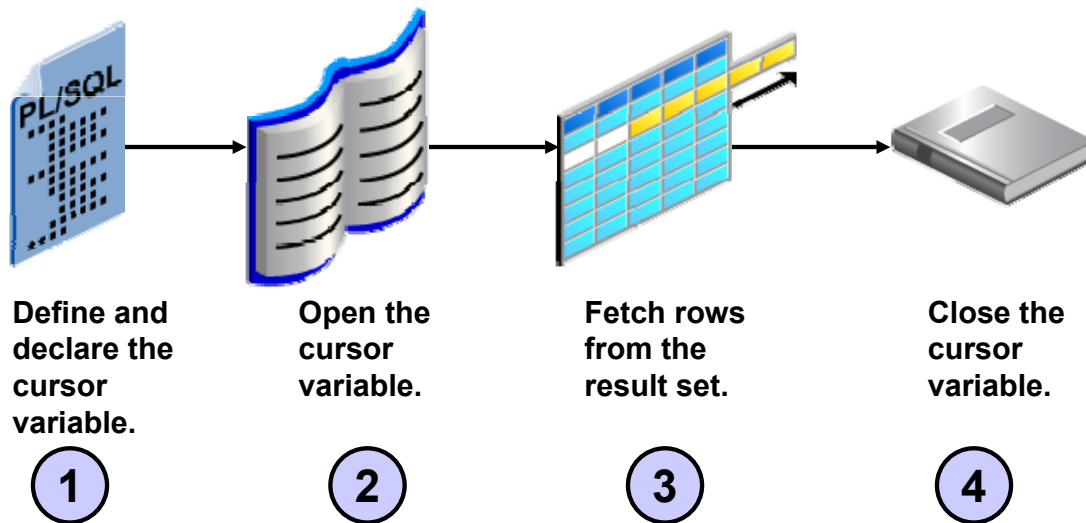 PL/SQL
Define and
declare the
cursor
variable.
1
Open the
cursor
variable.
2
Fetch rows
from the
result set.
3
Close the
cursor
variable.
4